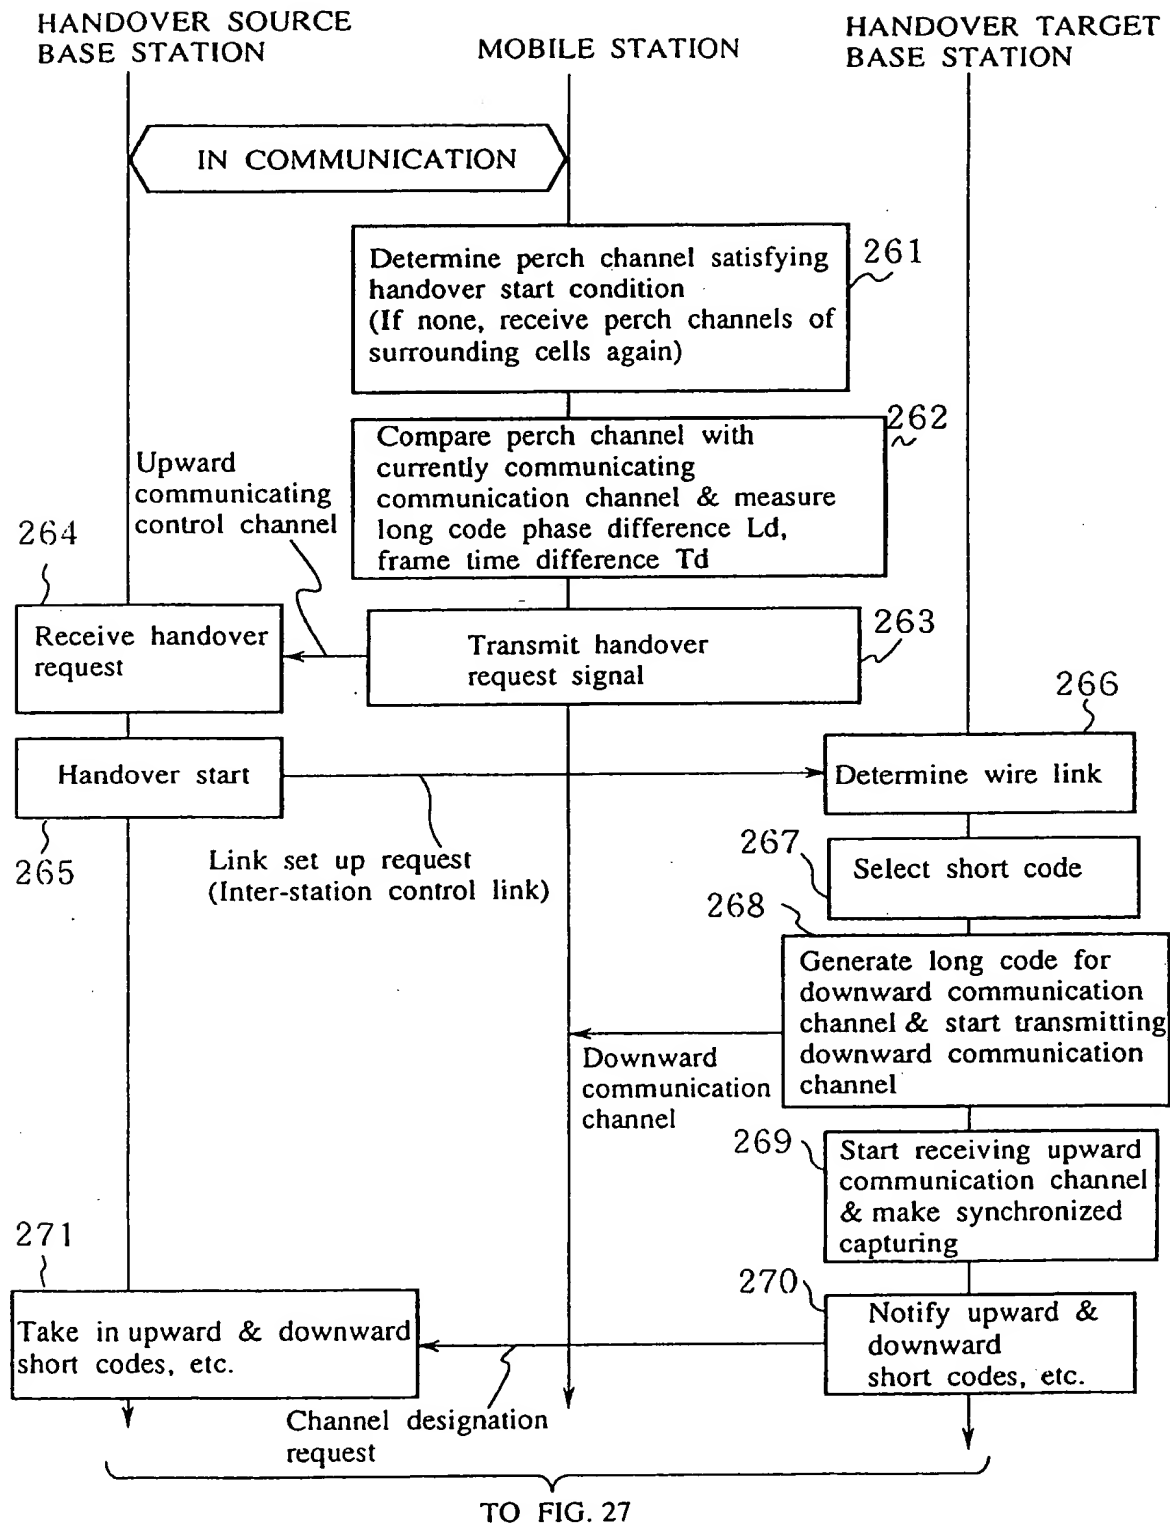 HANDOVER SOURCE
BASE STATION
MOBILE STATION
HANDOVER TARGET
BASE STATION
IN COMMUNICATION
261
Determine perch channel satisfying
handover start condition
(If none, receive perch channels of
surrounding cells again)
262
Compare perch channel with
currently communicating
communication channel & measure
long code phase difference Ld,
frame time difference Td
Upward
communicating
control channel
264
Receive handover
request
263
Transmit handover
request signal
266
Handover start
Determine wire link
265
Link set up request
(Inter-station control link)
267
Select short code
268
Generate long code for
downward communication
channel & start transmitting
downward communication
channel
Downward
communication
channel
269
Start receiving upward
communication channel
& make synchronized
capturing
271
Take in upward & downward
short codes, etc.
270
Notify upward &
downward
short codes, etc.
Channel designation
request
TO FIG. 27